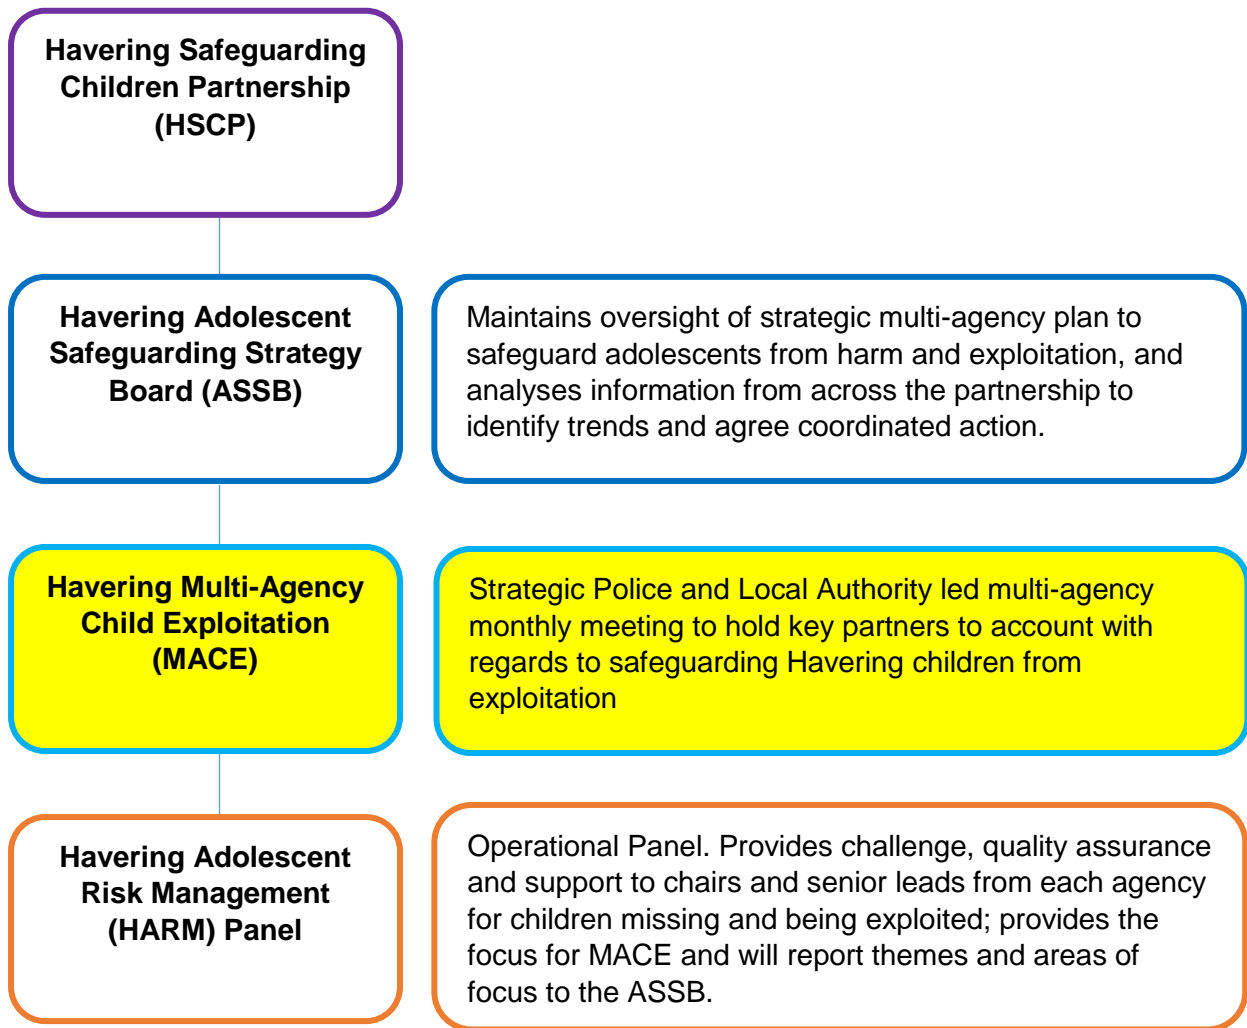 Havering Safeguarding
Children Partnership
(HSCP)
Havering Adolescent
Safeguarding Strategy
Board (ASSB)
Maintains oversight of strategic multi-agency plan to
safeguard adolescents from harm and exploitation, and
analyses information from across the partnership to
identify trends and agree coordinated action.
Havering Multi-Agency
Child Exploitation
(MACE)
Strategic Police and Local Authority led multi-agency
monthly meeting to hold key partners to account with
regards to safeguarding Havering children from
exploitation
Havering Adolescent
Risk Management
(HARM) Panel
Operational Panel. Provides challenge, quality assurance
and support to chairs and senior leads from each agency
for children missing and being exploited; provides the
focus for MACE and will report themes and areas of
focus to the ASSB.